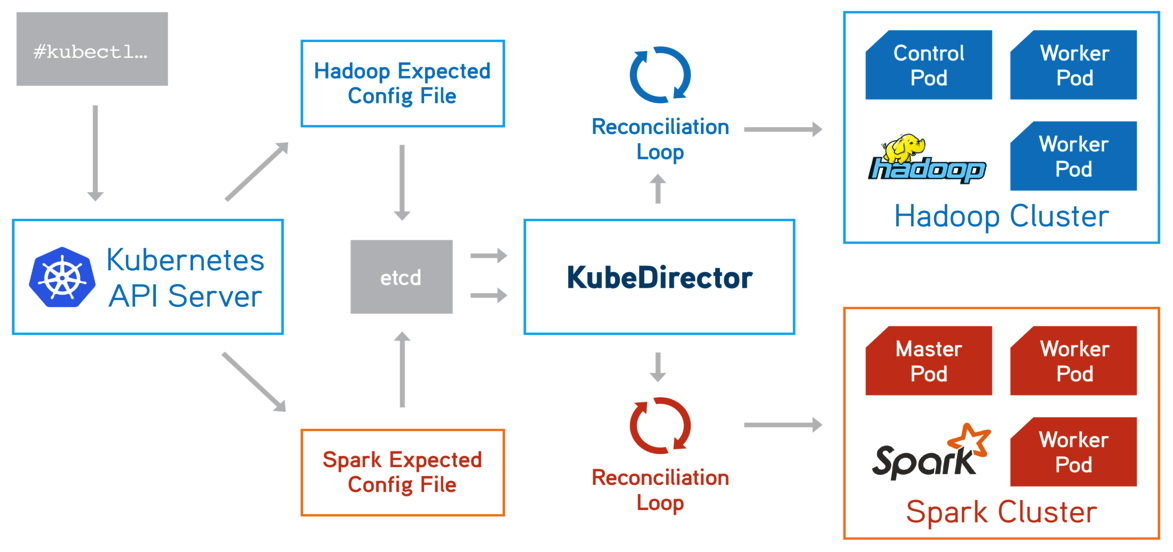 #kubectl…
Hadoop Expected
Config File
Reconciliation
Loop
Control
Pod
Worker
Pod
hadoop
Worker
Pod
Hadoop Cluster
Kubernetes
API Server
etcd
KubeDirector
Spark Expected
Config File
Reconciliation
Loop
Master
Pod
Worker
Pod
Spark
Worker
Pod
Spark Cluster